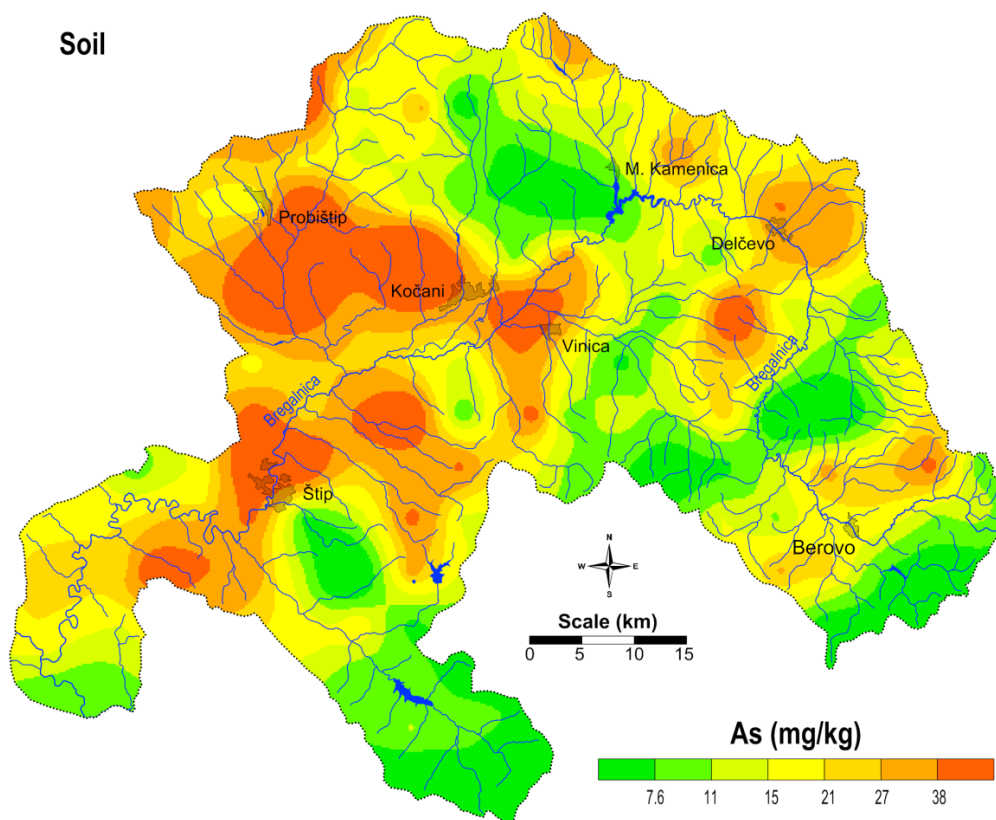 Soil
M. Kamenica
Probištip
Delčevo
Kočani
Vinica
Bregalnica
Bregalnica
Štip
Berovo
N
W E
S
Scale (km)
0 5 10 15
As (mg/kg)
7.6 11 15 21 27 38